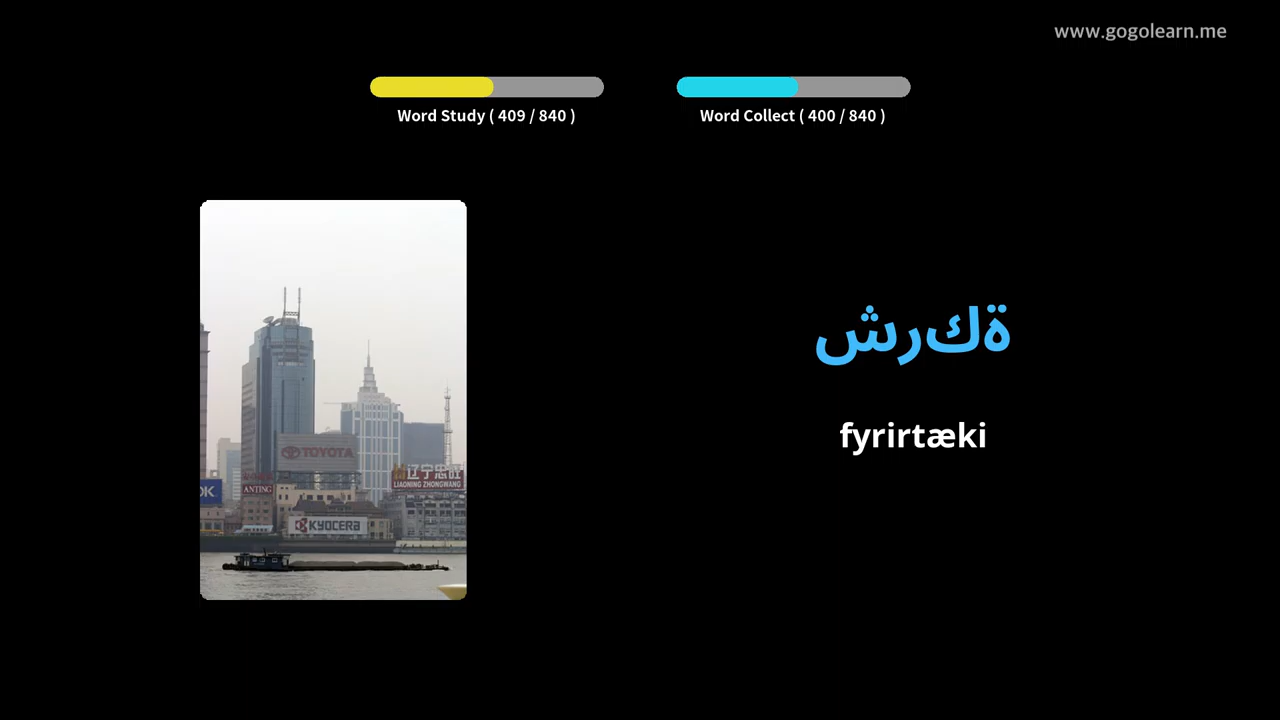 www.gogolearn.me
Word Study ( 409 / 840 )
Word Collect ( 400 / 840 )
شركة
fyrirtæki
TOYOTA
辽宁忠旺
LIAONING ZHONGWANG
ANTING
KYOCERA